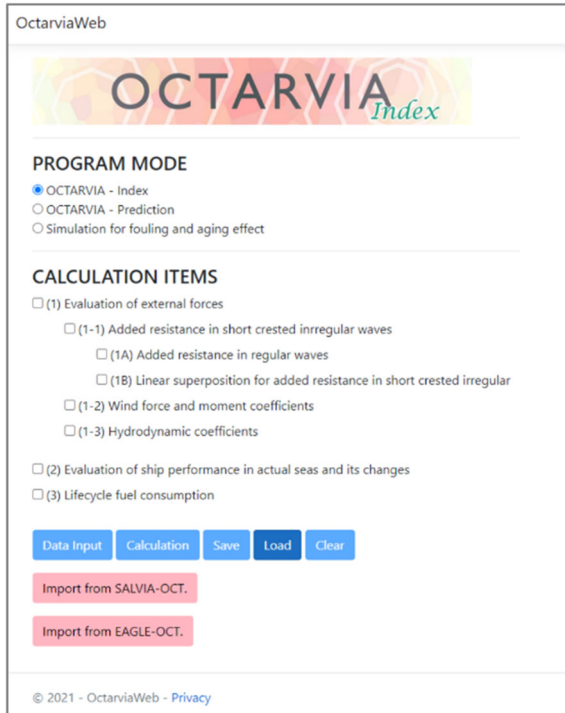 OctarviaWeb
OCTARVIA
Index
PROGRAM MODE
OCTARVIA - Index
OCTARVIA - Prediction
Simulation for fouling and aging effect
CALCULATION ITEMS
(1) Evaluation of external forces
(1-1) Added resistance in short crested inrregular waves
(1A) Added resistance in regular waves
(1B) Linear superposition for added resistance in short crested irregular
(1-2) Wind force and moment coefficients
(1-3) Hydrodynamic coefficients
(2) Evaluation of ship performance in actual seas and its changes
(3) Lifecycle fuel consumption
Data Input Calculation Save Load Clear
Import from SALVIA-OCT.
Import from EAGLE-OCT.
© 2021 - OctarviaWeb - Privacy